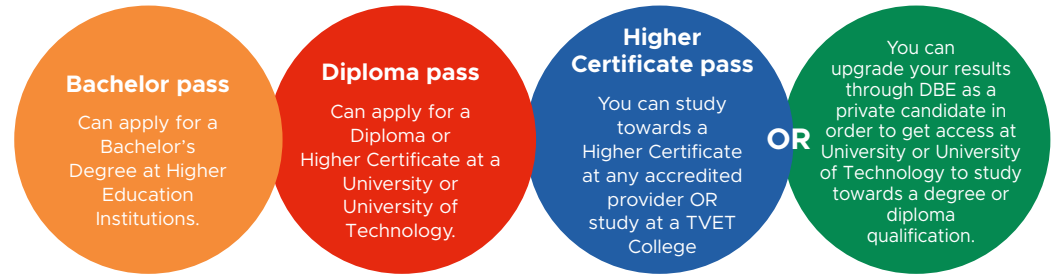 Bachelor pass
Can apply for a
Bachelor's
Degree at Higher
Education
Institutions.
Diploma pass
Can apply for a
Diploma or
Higher Certificate at a
University or
University of
Technology.
Higher
Certificate pass
You can study
towards a
Higher Certificate
at any accredited
provider OR
study at a TVET
College
OR
You can
upgrade your results
through DBE as a
private candidate in
order to get access at
University or University
of Technology to study
towards a degree or
diploma
qualification.